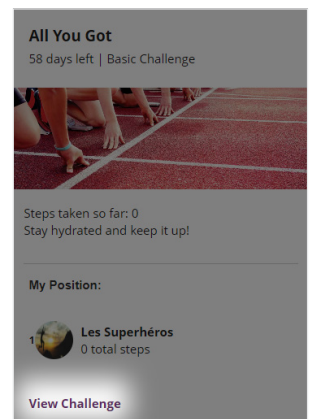 All You Got
58 days left | Basic Challenge
Steps taken so far: 0
Stay hydrated and keep it up!
My Position:
1
Les Superhéros
0 total steps
View Challenge